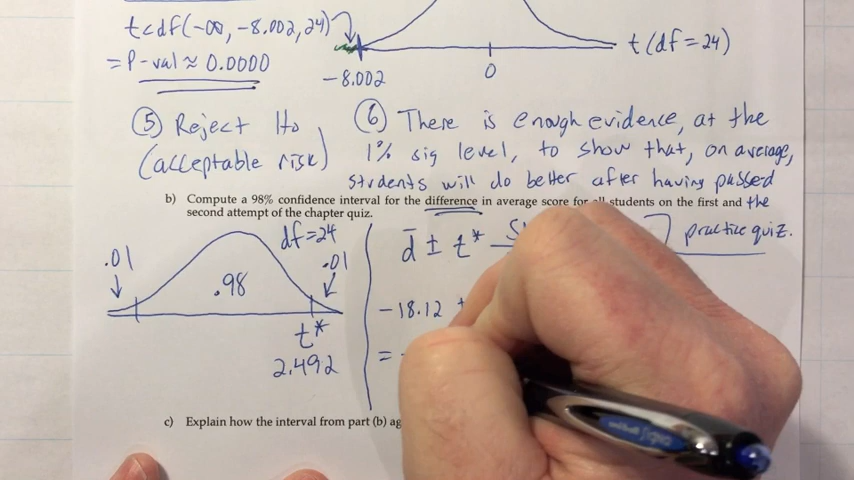 tcdf(-∞, -8.002, 24)
= P-val ≈ 0.0000
t (df = 24)
-8.002
0
⑤ Reject Ho
(acceptable risk)
⑥ There is enough evidence, at the
1% sig level, to show that, on average,
students will do better after having passed
the
practice quiz.
b) Compute a 98% confidence interval for the difference in average score for all students on the first and
second attempt of the chapter quiz.
df=24
.01
.98
.01
t*
2.492
d̄ ± t*
-18.12
=
c) Explain how the interval from part (b)